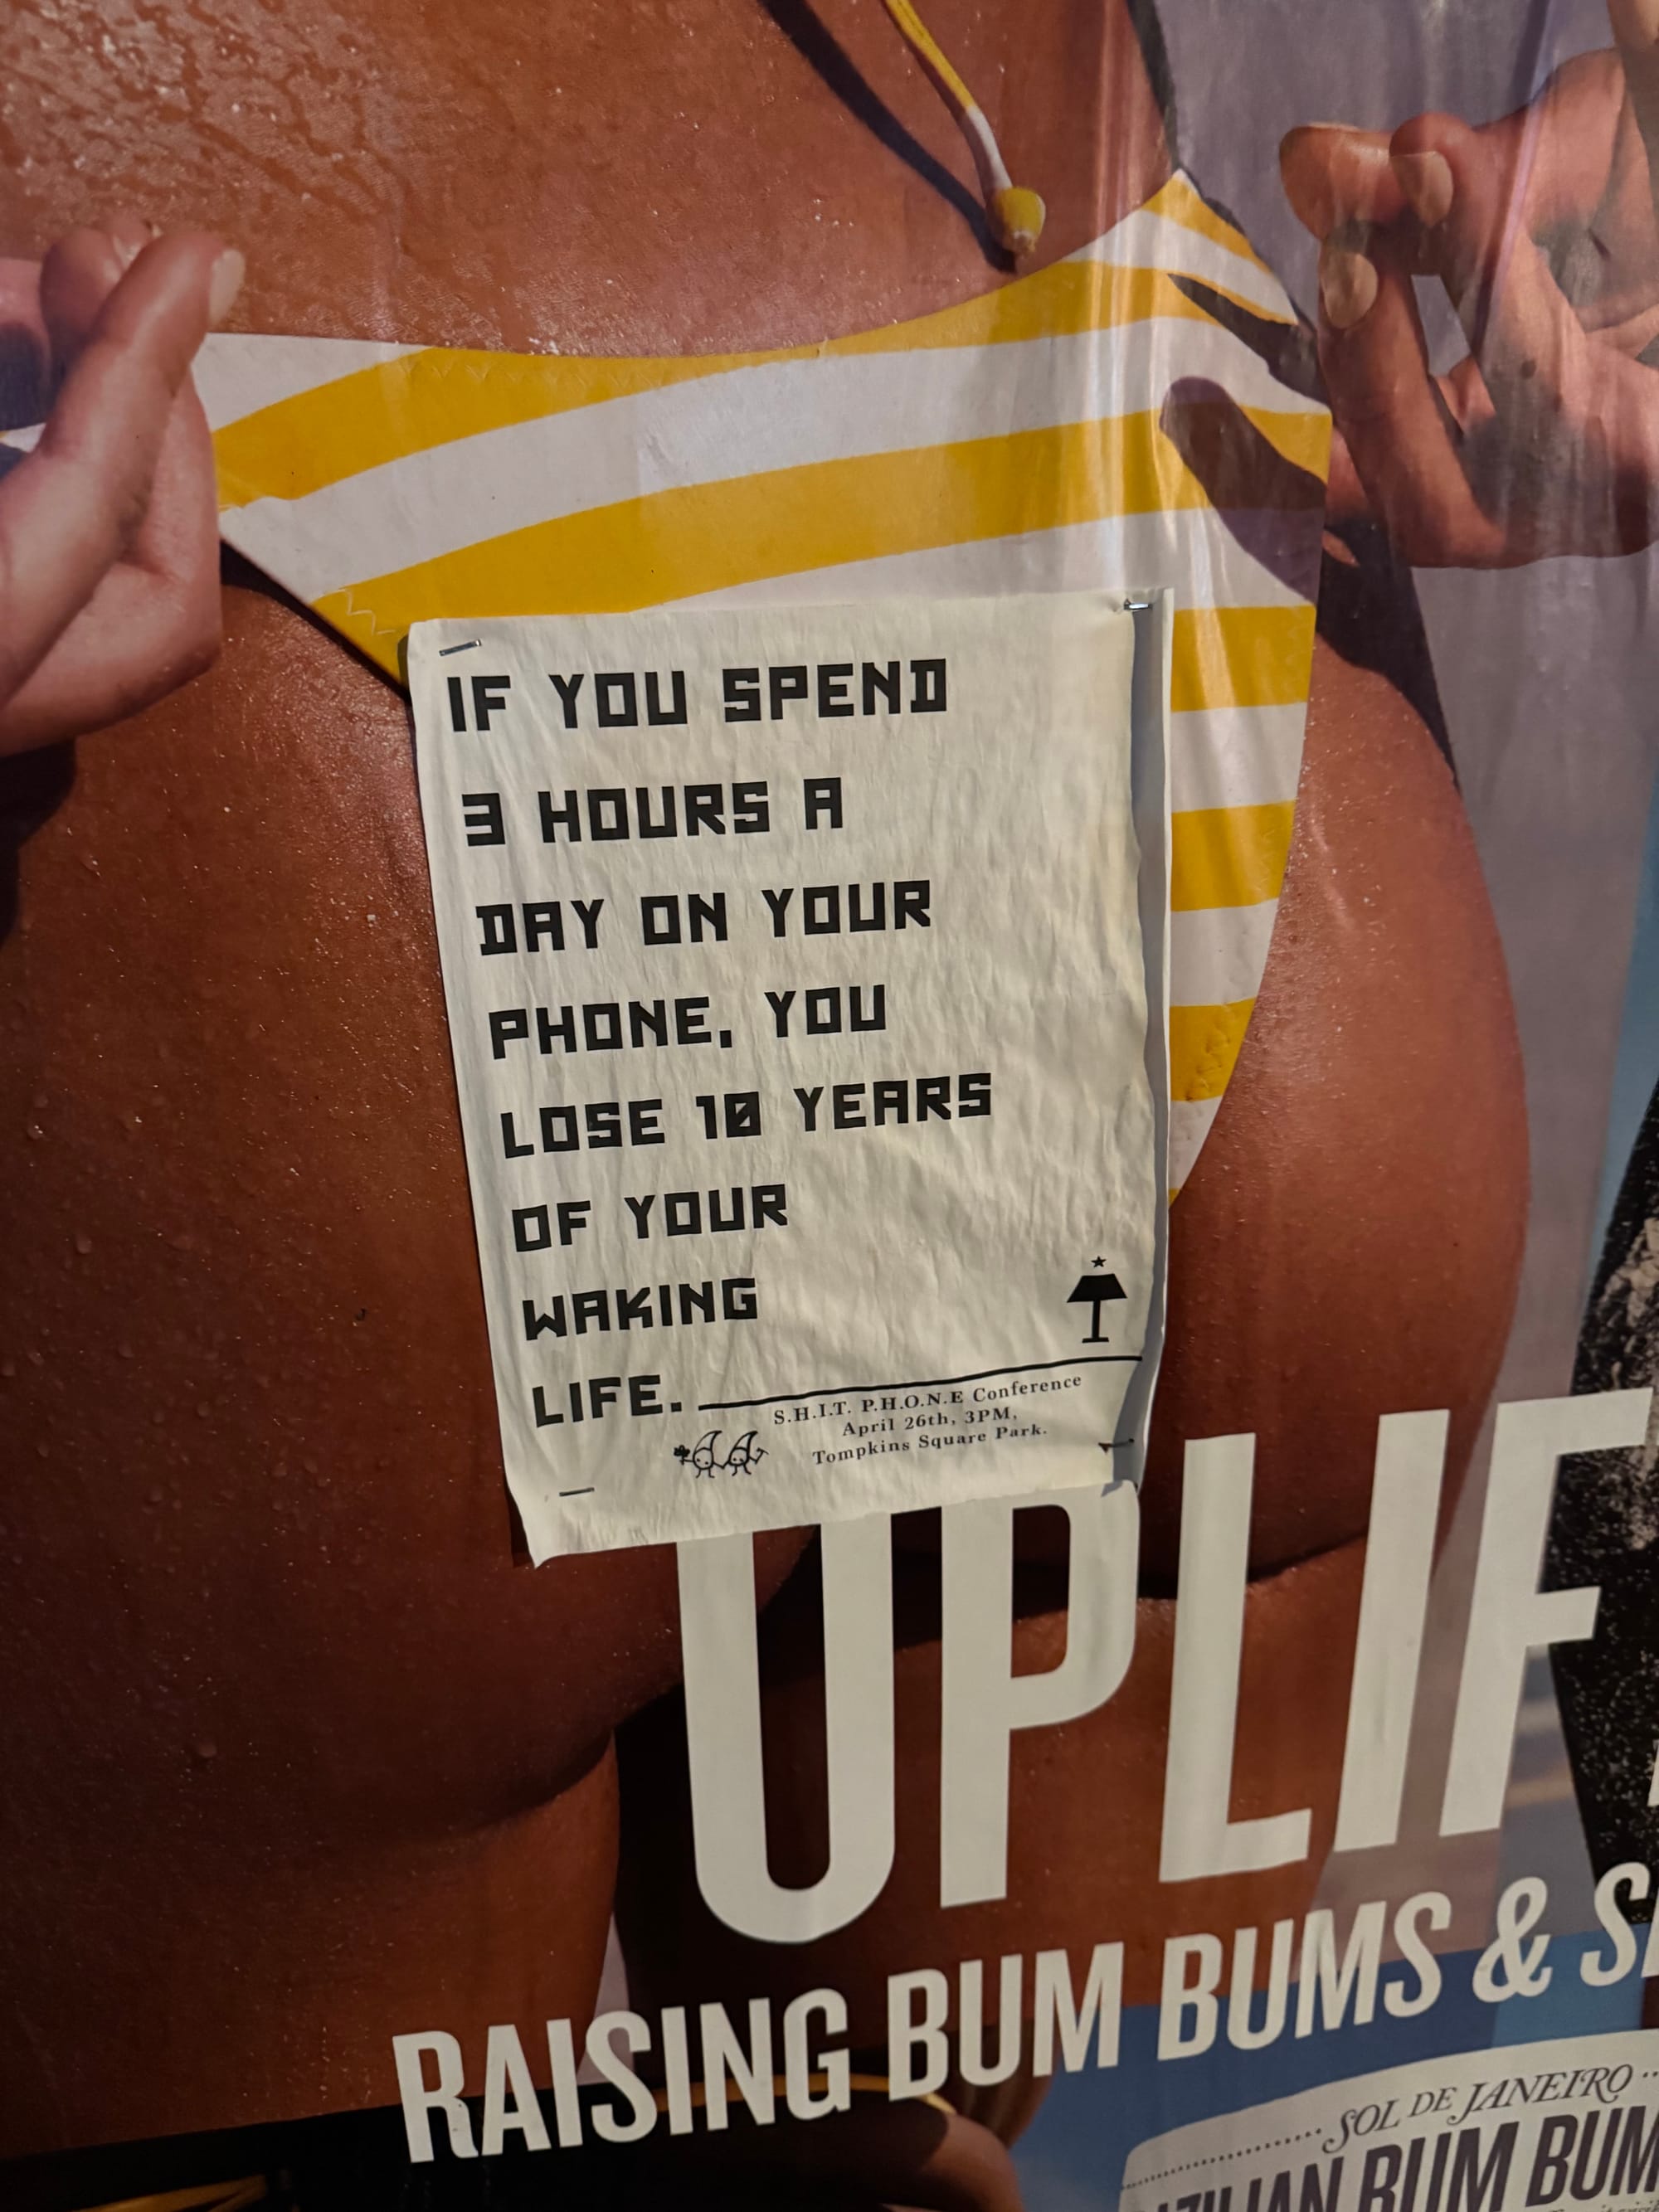 IF YOU SPEND
3 HOURS A
DAY ON YOUR
PHONE, YOU
LOSE 10 YEARS
OF YOUR
WAKING
LIFE.
S.H.I.T. P.H.O.N.E Conference
April 26th, 3PM,
Tompkins Square Park.
UPLIF
RAISING BUM BUMS &
SOL DE JANEIRO
BUM BUM